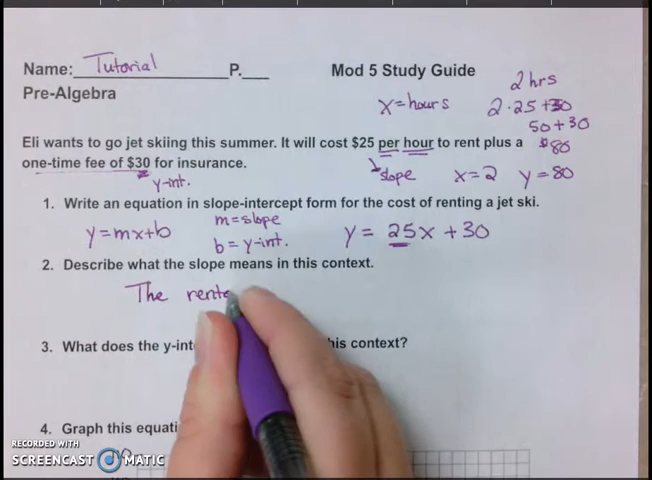 Name: Tutorial P.___ Mod 5 Study Guide
2 hrs
Pre-Algebra
x=hours 2·25+30
50+30
Eli wants to go jet skiing this summer. It will cost $25 per hour to rent plus a $80
one-time fee of $30 for insurance.
slope x=2 y=80
y-int.
1. Write an equation in slope-intercept form for the cost of renting a jet ski.
y=mx+b m=slope
b=y-int. y= 25x +30
2. Describe what the slope means in this context.
The rent
3. What does the y-int his context?
4. Graph this equati
RECORDED WITH
SCREENCAST MATIC